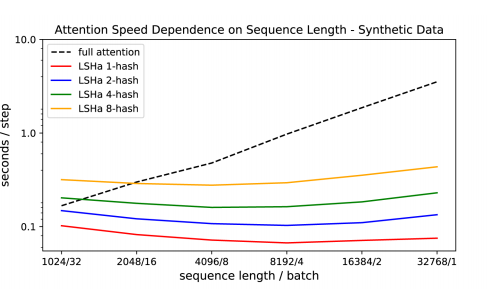 Attention Speed Dependence on Sequence Length - Synthetic Data
10.0
1.0
0.1
seconds / step
full attention
LSHa 1-hash
LSHa 2-hash
LSHa 4-hash
LSHa 8-hash
1024/32 2048/16 4096/8 8192/4 16384/2 32768/1
sequence length / batch